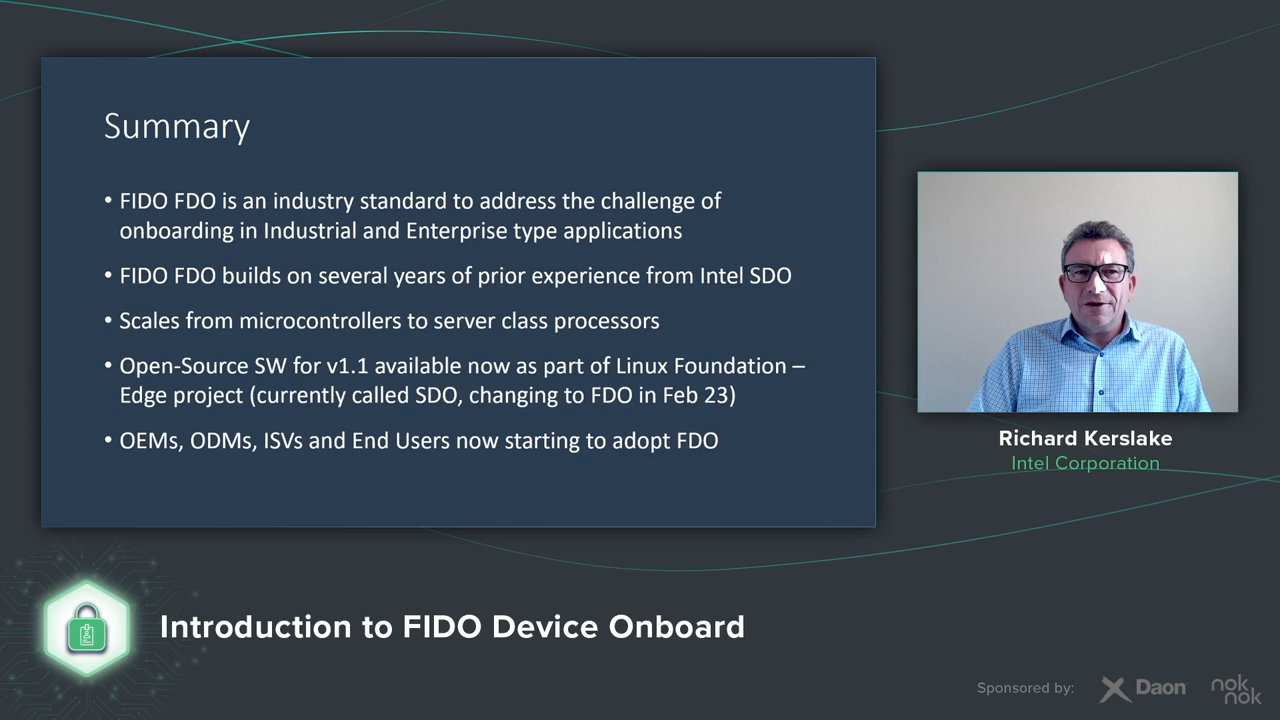 Summary
• FIDO FDO is an industry standard to address the challenge of
onboarding in Industrial and Enterprise type applications
• FIDO FDO builds on several years of prior experience from Intel SDO
• Scales from microcontrollers to server class processors
• Open-Source SW for v1.1 available now as part of Linux Foundation –
Edge project (currently called SDO, changing to FDO in Feb 23)
• OEMs, ODMs, ISVs and End Users now starting to adopt FDO
Richard Kerslake
Intel Corporation
Introduction to FIDO Device Onboard
Sponsored by:
Daon
nok
nok